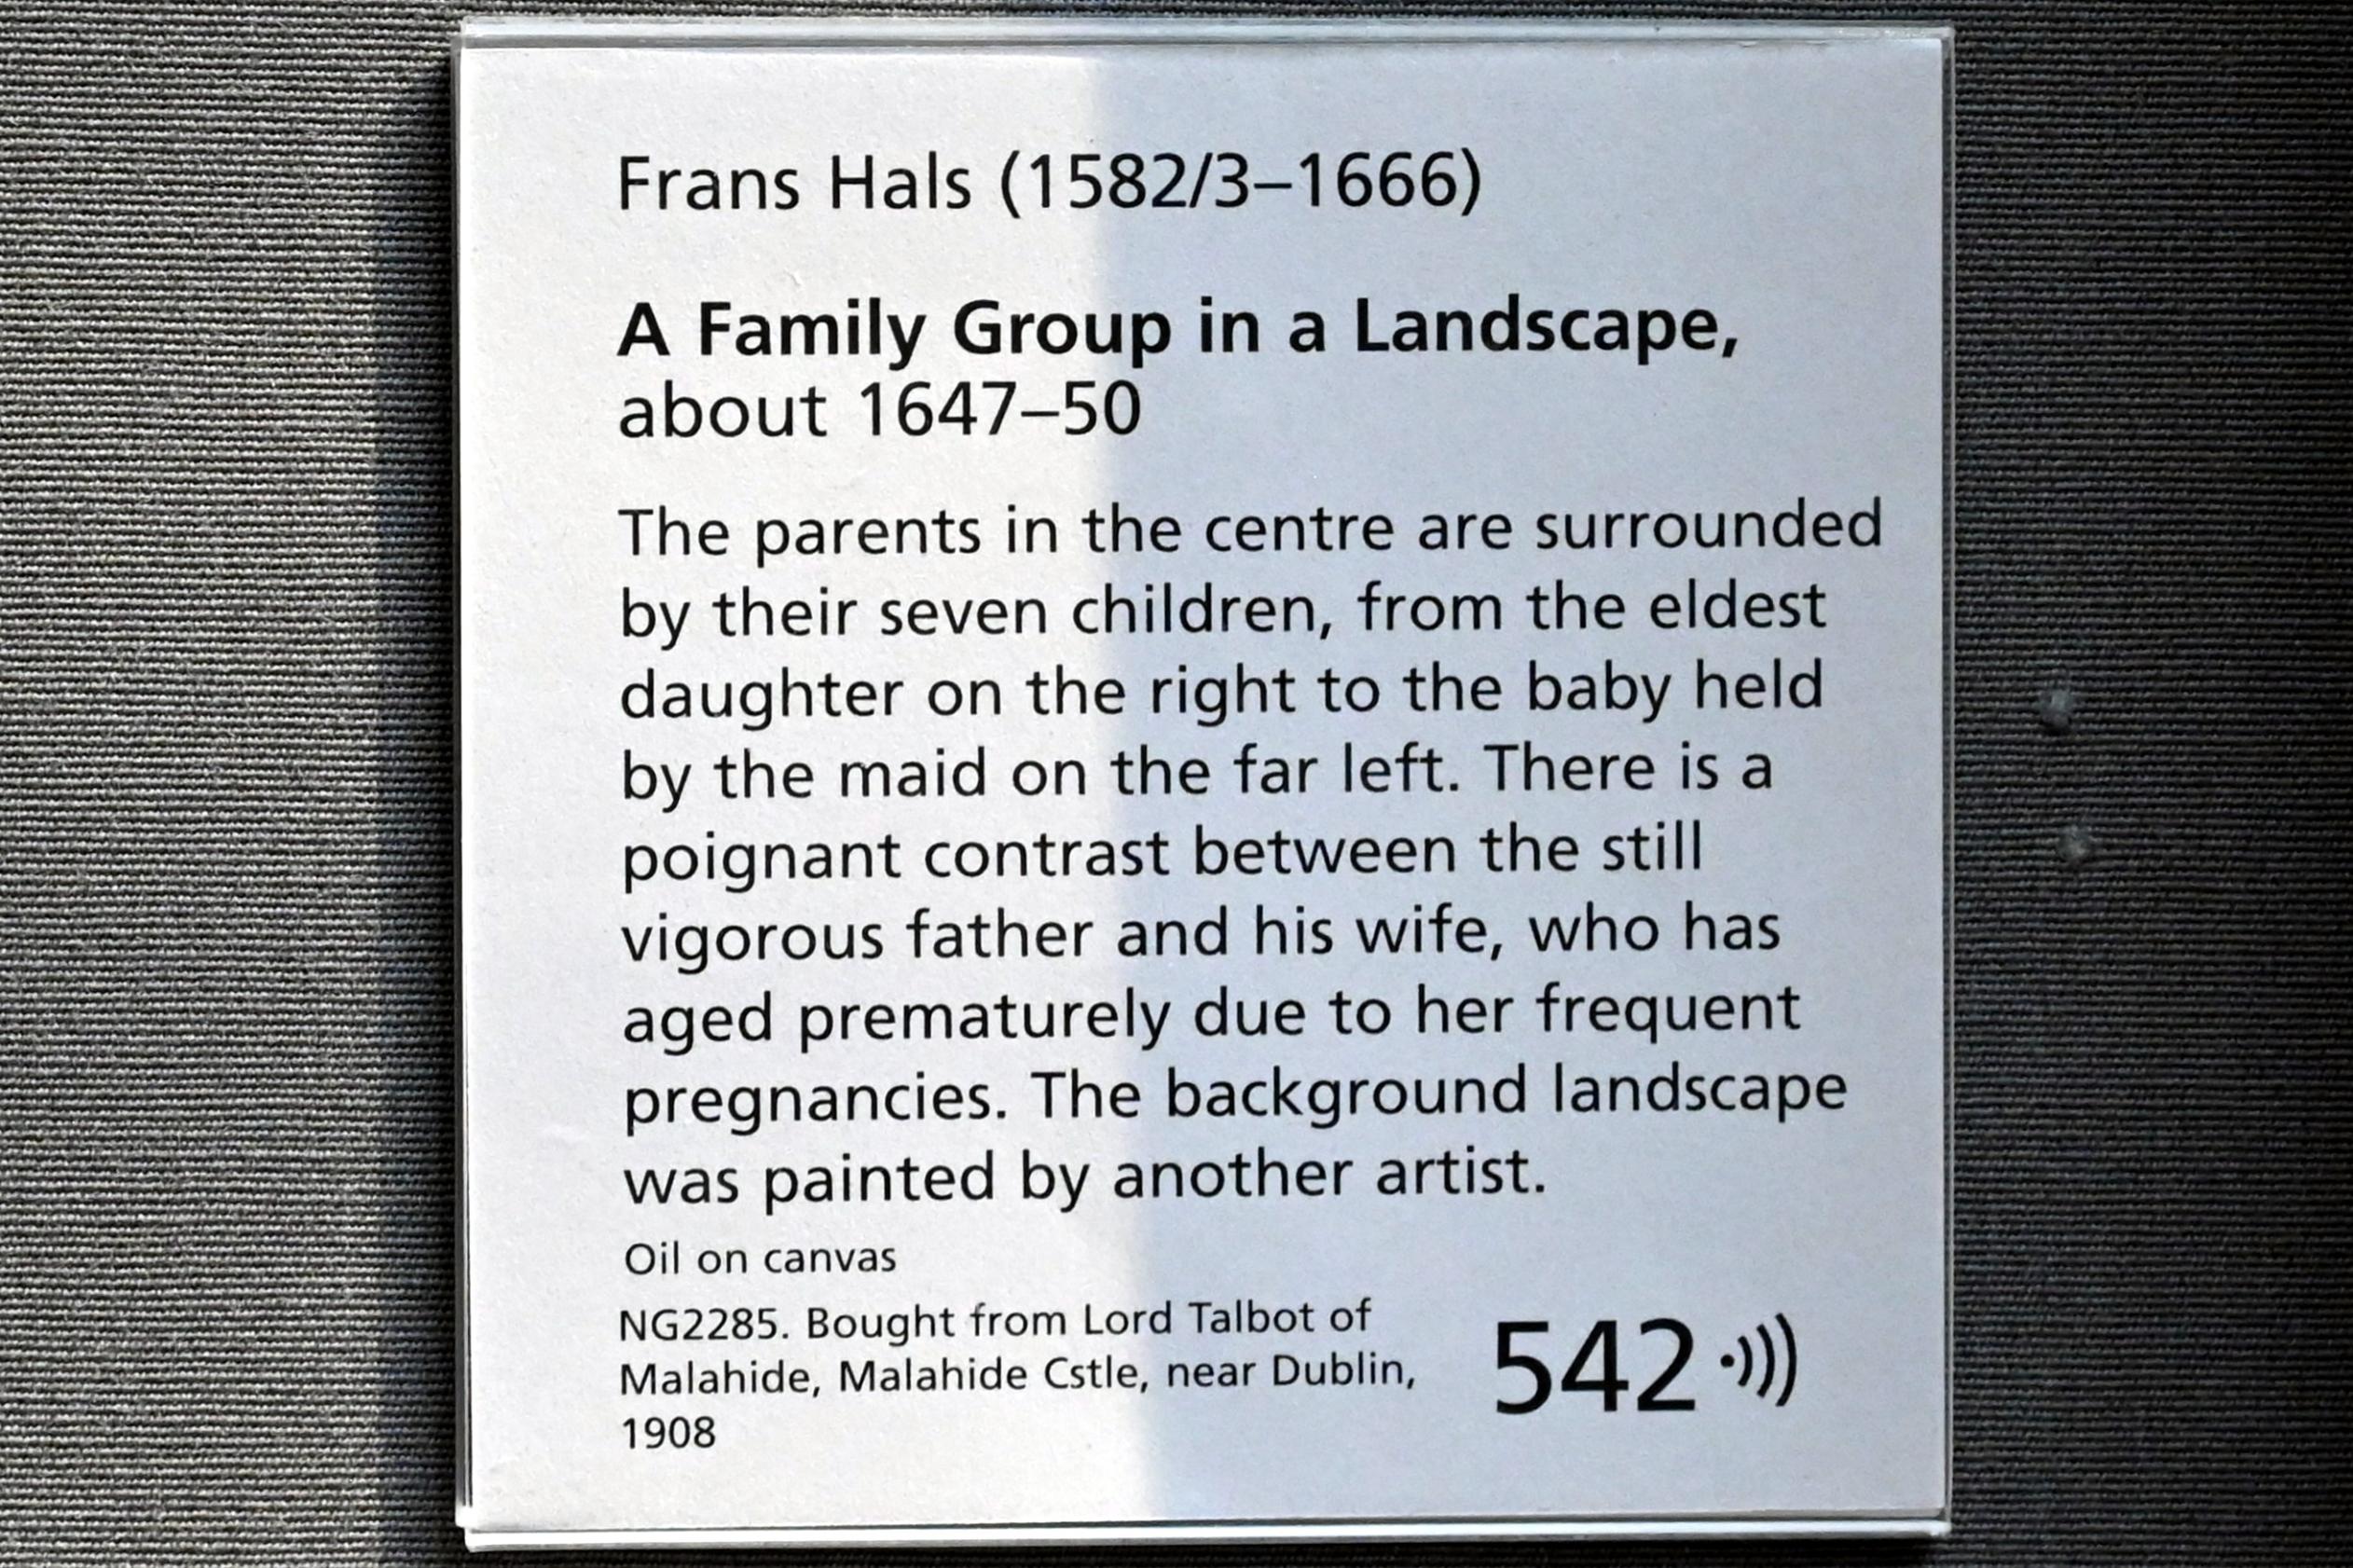 Frans Hals (1582/3–1666)
A Family Group in a Landscape,
about 1647–50
The parents in the centre are surrounded
by their seven children, from the eldest
daughter on the right to the baby held
by the maid on the far left. There is a
poignant contrast between the still
vigorous father and his wife, who has
aged prematurely due to her frequent
pregnancies. The background landscape
was painted by another artist.
Oil on canvas
NG2285. Bought from Lord Talbot of
Malahide, Malahide Cstle, near Dublin,
1908
542